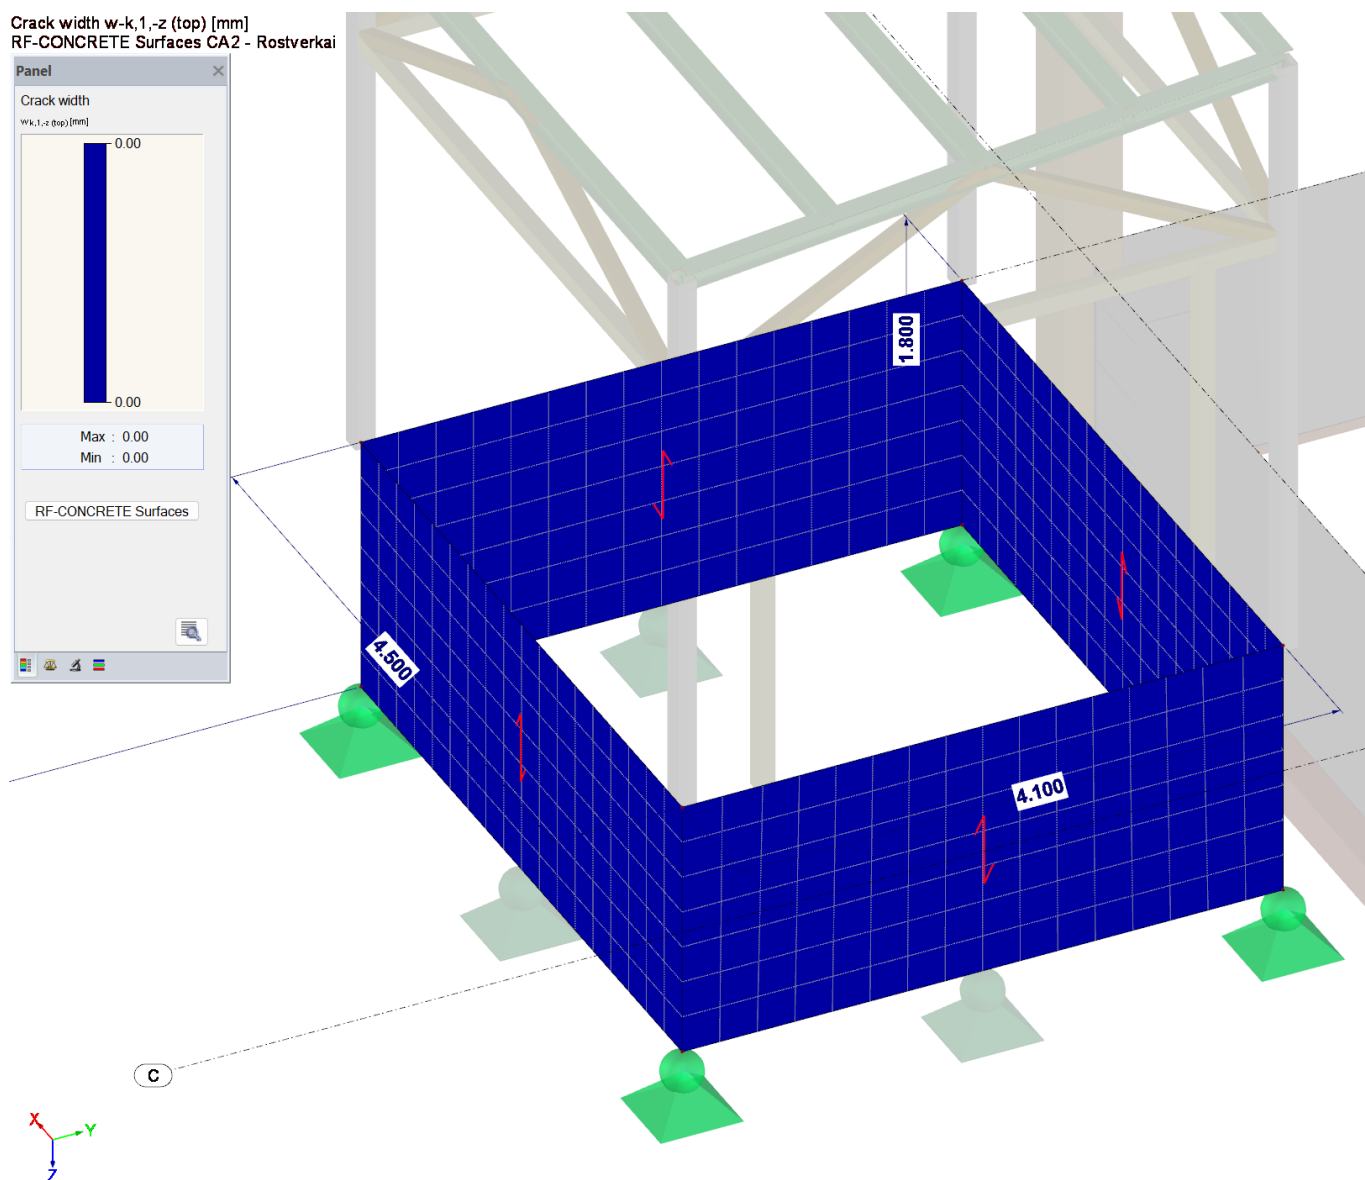 Crack width w-k,1,-z (top) [mm]
RF-CONCRETE Surfaces CA2 - Rostverkai
Panel
Crack width
w k,1,-z (top) [mm]
0.00
0.00
Max : 0.00
Min : 0.00
RF-CONCRETE Surfaces
1.800
4.500
4.100
C
X
Y
Z